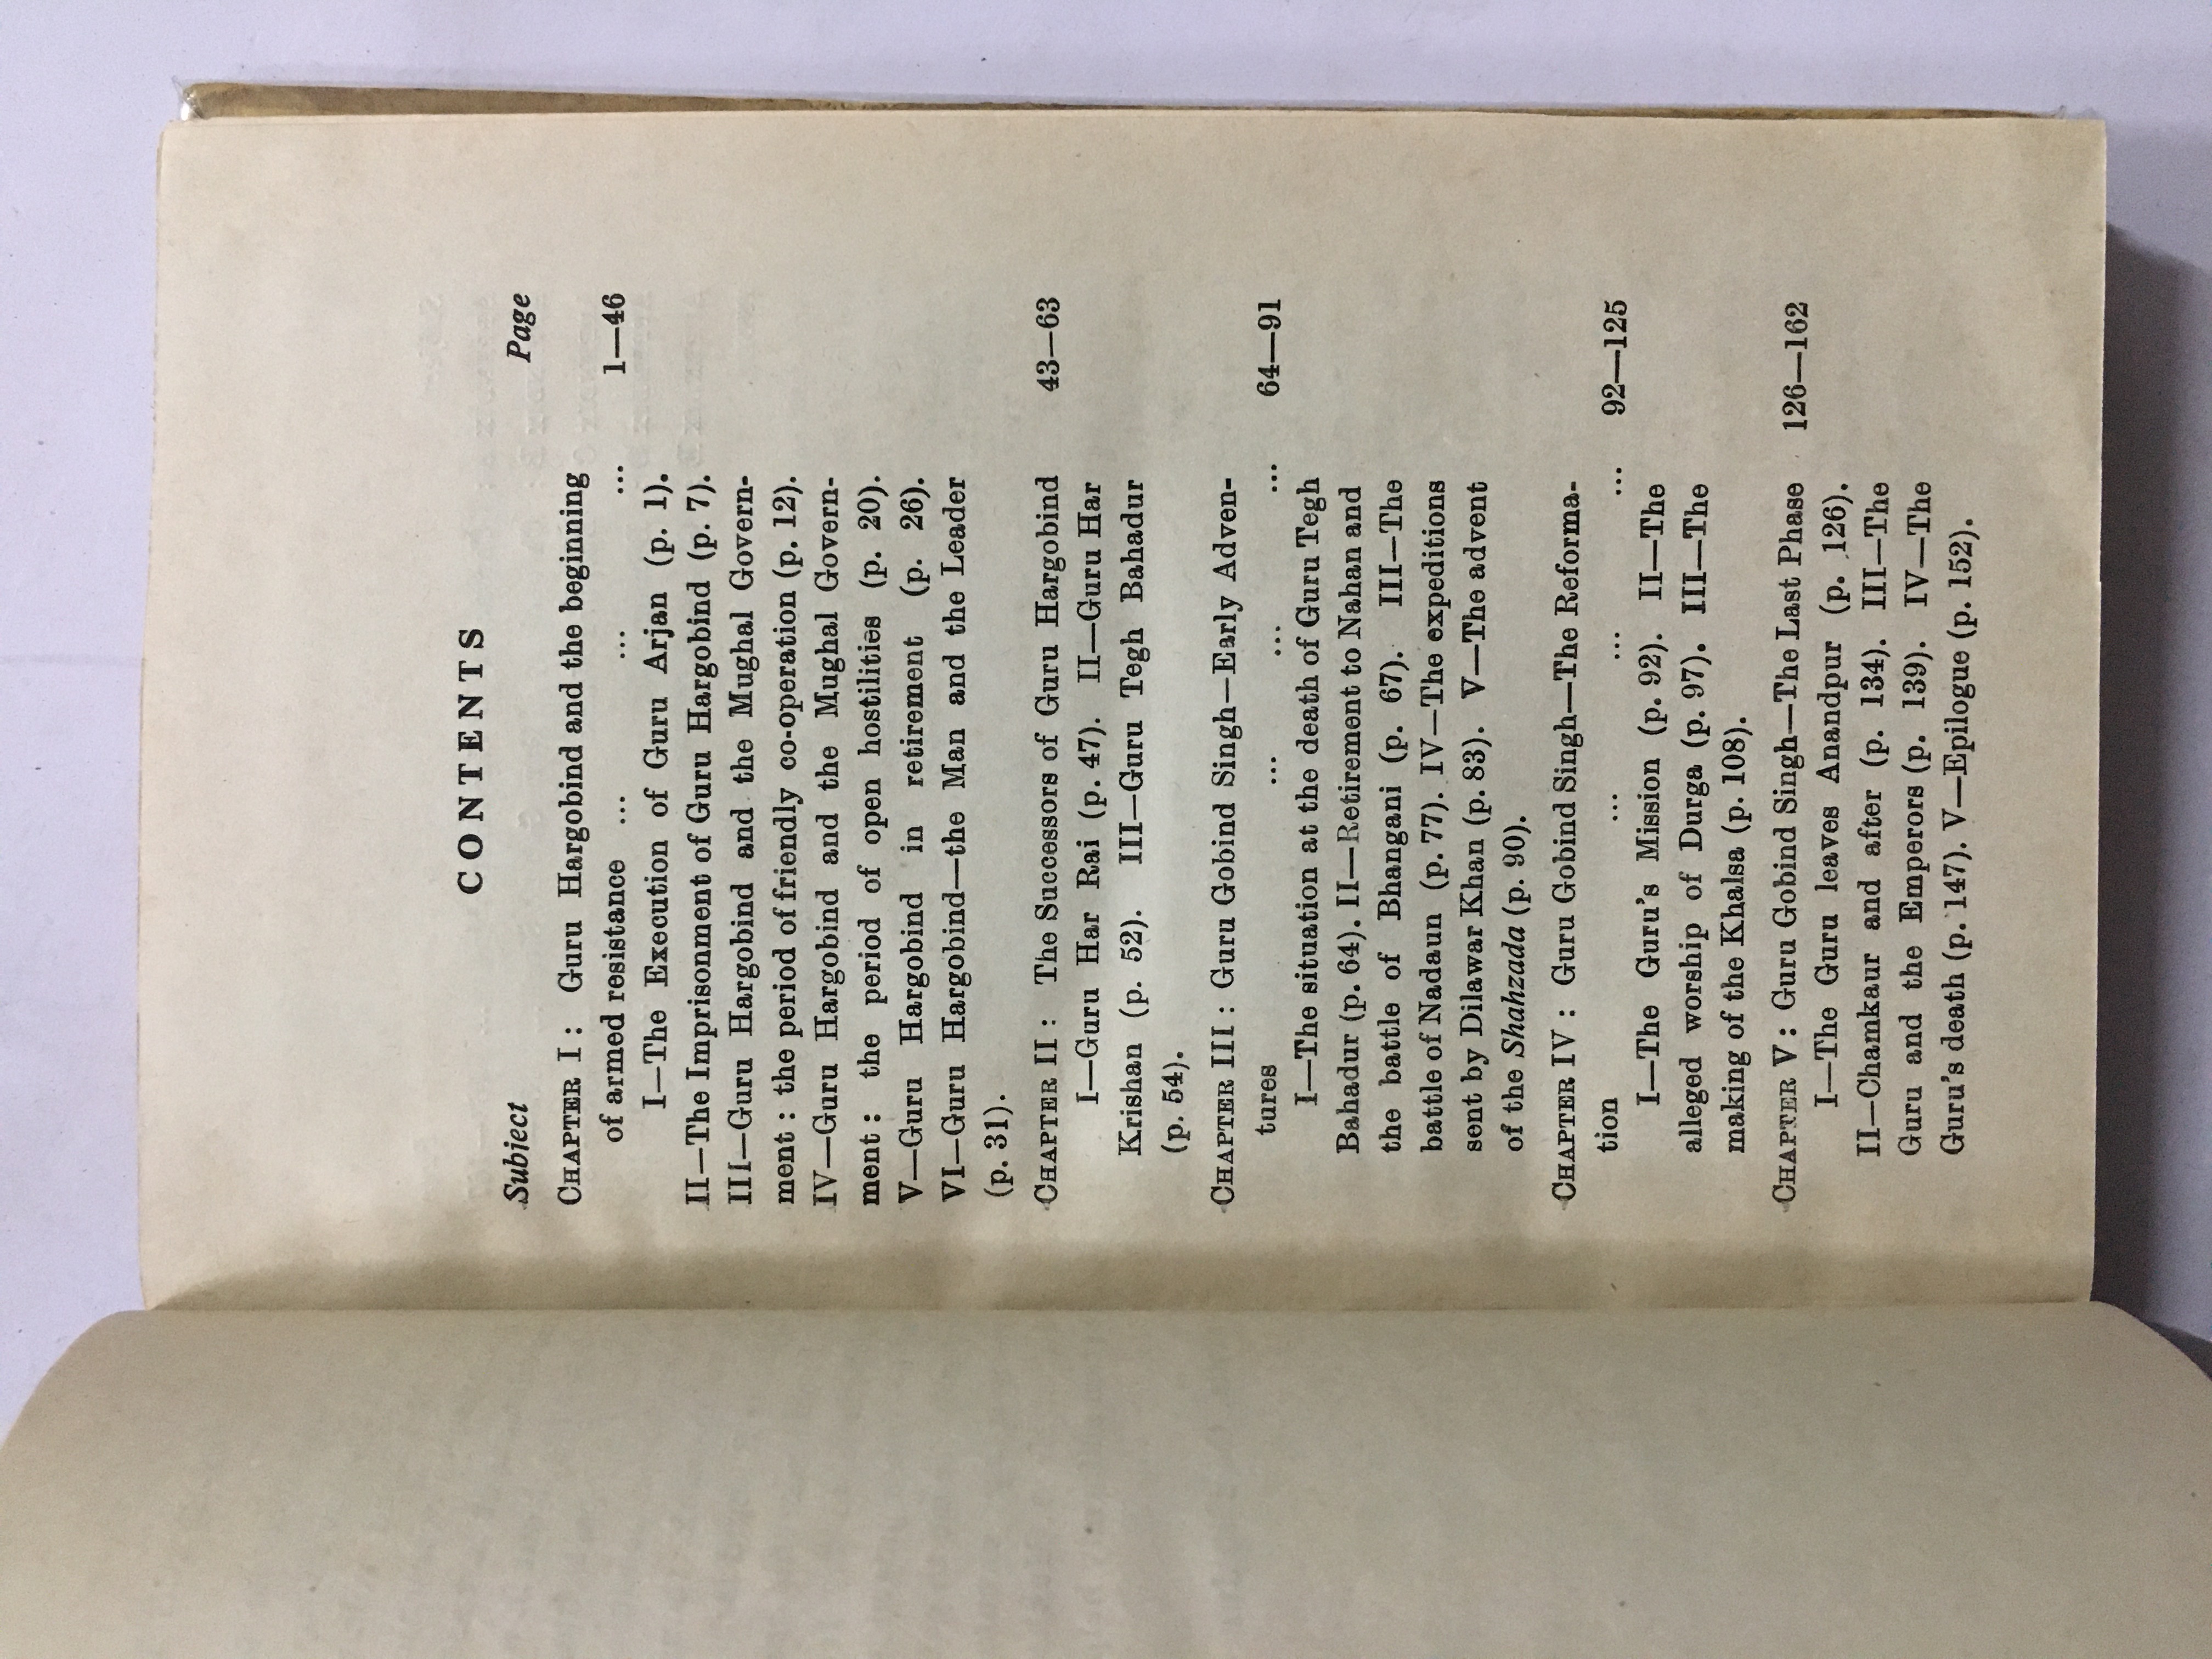 CONTENTS
Subject Page
CHAPTER I : Guru Hargobind and the beginning
of armed resistance ... ... ... 1—46
I—The Execution of Guru Arjan (p. 1).
II—The Imprisonment of Guru Hargobind (p. 7).
III—Guru Hargobind and the Mughal Govern-
ment : the period of friendly co-operation (p. 12).
IV—Guru Hargobind and the Mughal Govern-
ment : the period of open hostilities (p. 20).
V—Guru Hargobind in retirement (p. 26).
VI—Guru Hargobind—the Man and the Leader
(p. 31).
CHAPTER II : The Successors of Guru Hargobind 43—63
I—Guru Har Rai (p. 47). II—Guru Har
Krishan (p. 52). III—Guru Tegh Bahadur
(p. 54).
CHAPTER III : Guru Gobind Singh—Early Adven-
tures ... ... ... 64—91
I—The situation at the death of Guru Tegh
Bahadur (p. 64). II—Retirement to Nahan and
the battle of Bhangani (p. 67). III—The
battle of Nadaun (p. 77). IV—The expeditions
sent by Dilawar Khan (p. 83). V—The advent
of the Shahzada (p. 90).
CHAPTER IV : Guru Gobind Singh—The Reforma-
tion ... ... ... 92—125
I—The Guru's Mission (p. 92). II—The
alleged worship of Durga (p. 97). III—The
making of the Khalsa (p. 108).
CHAPTER V : Guru Gobind Singh—The Last Phase 126—162
I—The Guru leaves Anandpur (p. 126).
II—Chamkaur and after (p. 134). III—The
Guru and the Emperors (p. 139). IV—The
Guru's death (p. 147). V—Epilogue (p. 152).